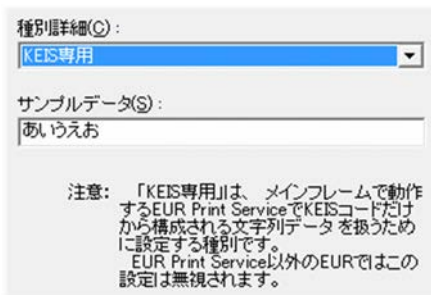 種別詳細(C) :
KEIS専用
サンプルデータ(S) :
あいうえお
注意: 「KEIS専用」は、メインフレームで動作
するEUR Print ServiceでKEISコードだけ
から構成される文字列データ を扱うため
に設定する種別です。
EUR Print Service以外のEURではこの
設定は無視されます。